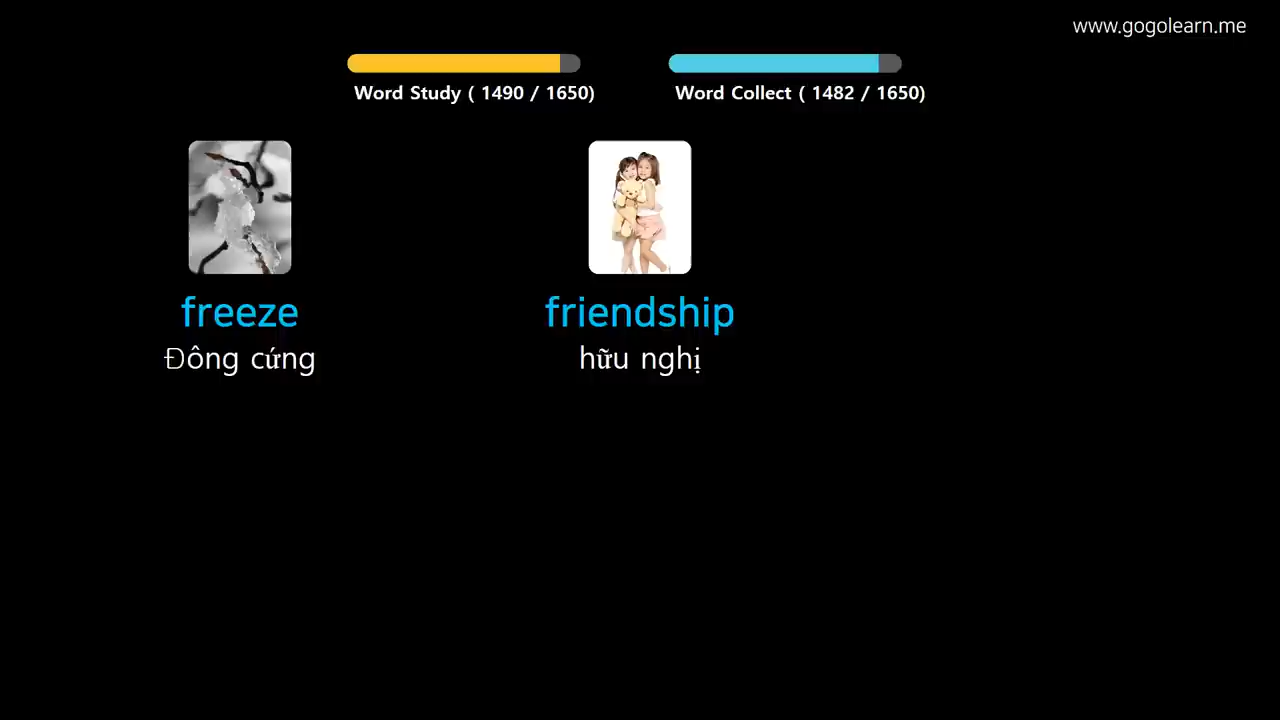 www.gogolearn.me
Word Study ( 1490 / 1650)
Word Collect ( 1482 / 1650)
freeze
friendship
Đông cứng
hữu nghị